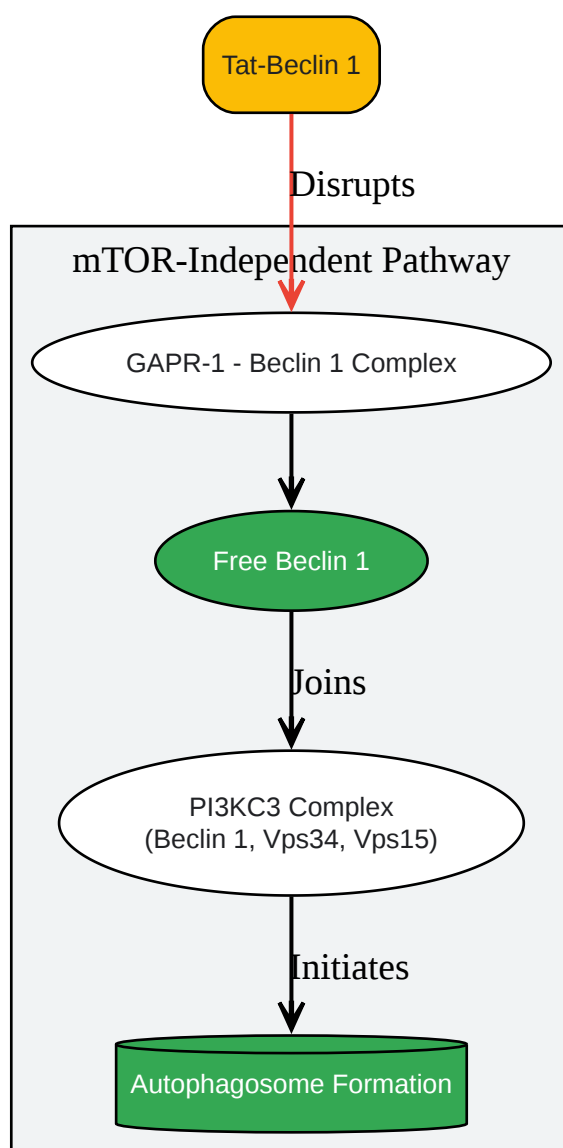 Tat-Beclin 1
Disrupts
mTOR-Independent Pathway
GAPR-1 - Beclin 1 Complex
Free Beclin 1
Joins
PI3KC3 Complex
(Beclin 1, Vps34, Vps15)
Initiates
Autophagosome Formation